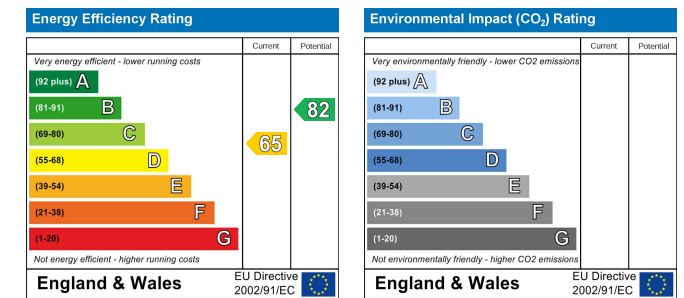 Energy Efficiency Rating
Current Potential
Very energy efficient - lower running costs
(92 plus) A
(81-91) B
82
(69-80) C
65
(55-68) D
(39-54) E
(21-38) F
(1-20) G
Not energy efficient - higher running costs
England & Wales
EU Directive
2002/91/EC
Environmental Impact (CO₂) Rating
Current Potential
Very environmentally friendly - lower CO2 emissions
(92 plus) A
(81-91) B
(69-80) C
(55-68) D
(39-54) E
(21-38) F
(1-20) G
Not environmentally friendly - higher CO2 emissions
England & Wales
EU Directive
2002/91/EC